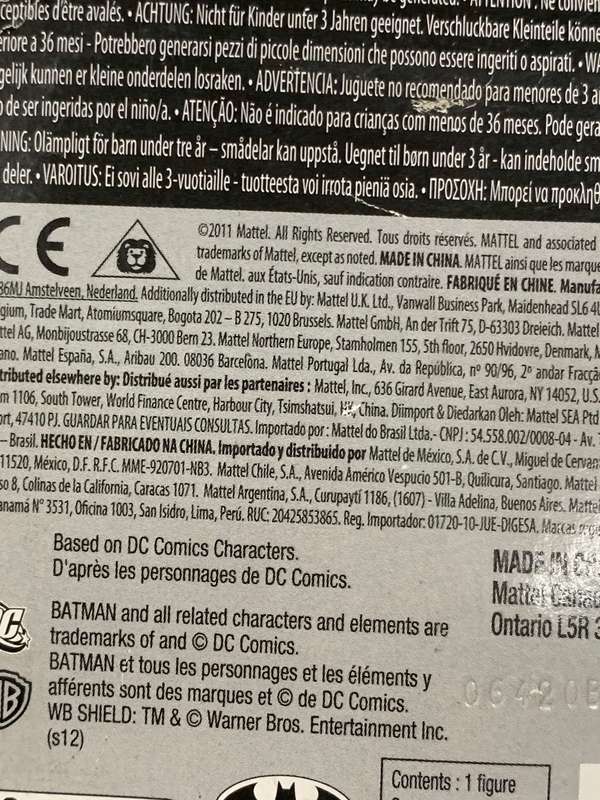 ceptibles d'être avalés. • ACHTUNG: Nicht für Kinder unter 3 Jahren geeignet. Verschluckbare Kleinteile könne
eriore a 36 mesi - Potrebbero generarsi pezzi di piccole dimensioni che possono essere ingeriti o aspirati. • WA
gelijk kunnen er kleine onderdelen losraken. • ADVERTENCIA: Juguete no recomendado para menores de 3 a
o de ser ingeridas por el niño/a. • ATENÇÃO: Não é indicado para crianças com menos de 36 meses. Pode gera
NING: Olämpligt för barn under tre år – smådelar kan uppstå. Uegnet til børn under 3 år - kan indeholde sm
deler. • VAROITUS: Ei sovi alle 3-vuotiaille - tuotteesta voi irrota pieniä osia. • ΠΡΟΣΟΧΗ: Μπορεί να προκληθ
CE
©2011 Mattel. All Rights Reserved. Tous droits réservés. MATTEL and associated
trademarks of Mattel, except as noted. MADE IN CHINA. MATTEL ainsi que les marque
de Mattel. aux États-Unis, sauf indication contraire. FABRIQUÉ EN CHINE. Manufa
86MJ Amstelveen, Nederland. Additionally distributed in the EU by: Mattel U.K. Ltd., Vanwall Business Park, Maidenhead SL6 4U
gium, Trade Mart, Atomiumsquare, Bogota 202 – B 275, 1020 Brussels. Mattel GmbH, An der Trift 75, D-63303 Dreieich. Mattel
ttel AG, Monbijoustrasse 68, CH-3000 Bern 23. Mattel Northern Europe, Stamholmen 155, 5th floor, 2650 Hvidovre, Denmark, M
ano. Mattel España, S.A., Aribau 200. 08036 Barcelona. Mattel Portugal Lda., Av. da República, nº 90/96, 2º andar Fracçã
tributed elsewhere by: Distribué aussi par les partenaires : Mattel, Inc., 636 Girard Avenue, East Aurora, NY 14052, U.S.
m 1106, South Tower, World Finance Centre, Harbour City, Tsimshatsui, HK, China. Diimport & Diedarkan Oleh: Mattel SEA Ptd
ort, 47410 PJ. GUARDAR PARA EVENTUAIS CONSULTAS. Importado por : Mattel do Brasil Ltda.- CNPJ : 54.558.002/0008-04 - Av.
– Brasil. HECHO EN / FABRICADO NA CHINA. Importado y distribuido por Mattel de México, S.A. de C.V., Miguel de Cervan
11520, México, D.F. R.F.C. MME-920701-NB3. Mattel Chile, S.A., Avenida Américo Vespucio 501-B, Quilicura, Santiago. Mattel
so 8, Colinas de la California, Caracas 1071. Mattel Argentina, S.A., Curupaytí 1186, (1607) - Villa Adelina, Buenos Aires. Matte
anamá N° 3531, Oficina 1003, San Isidro, Lima, Perú. RUC: 20425853865. Reg. Importador: 01720-10-JUE-DIGESA. Marcas
Based on DC Comics Characters.
D'après les personnages de DC Comics.
BATMAN and all related characters and elements are
trademarks of and © DC Comics.
BATMAN et tous les personnages et les éléments y
afférents sont des marques et © de DC Comics.
WB SHIELD: TM & © Warner Bros. Entertainment Inc.
(s12)
MADE IN CH
Mattel Canad
Ontario L5R 3
Contents : 1 figure